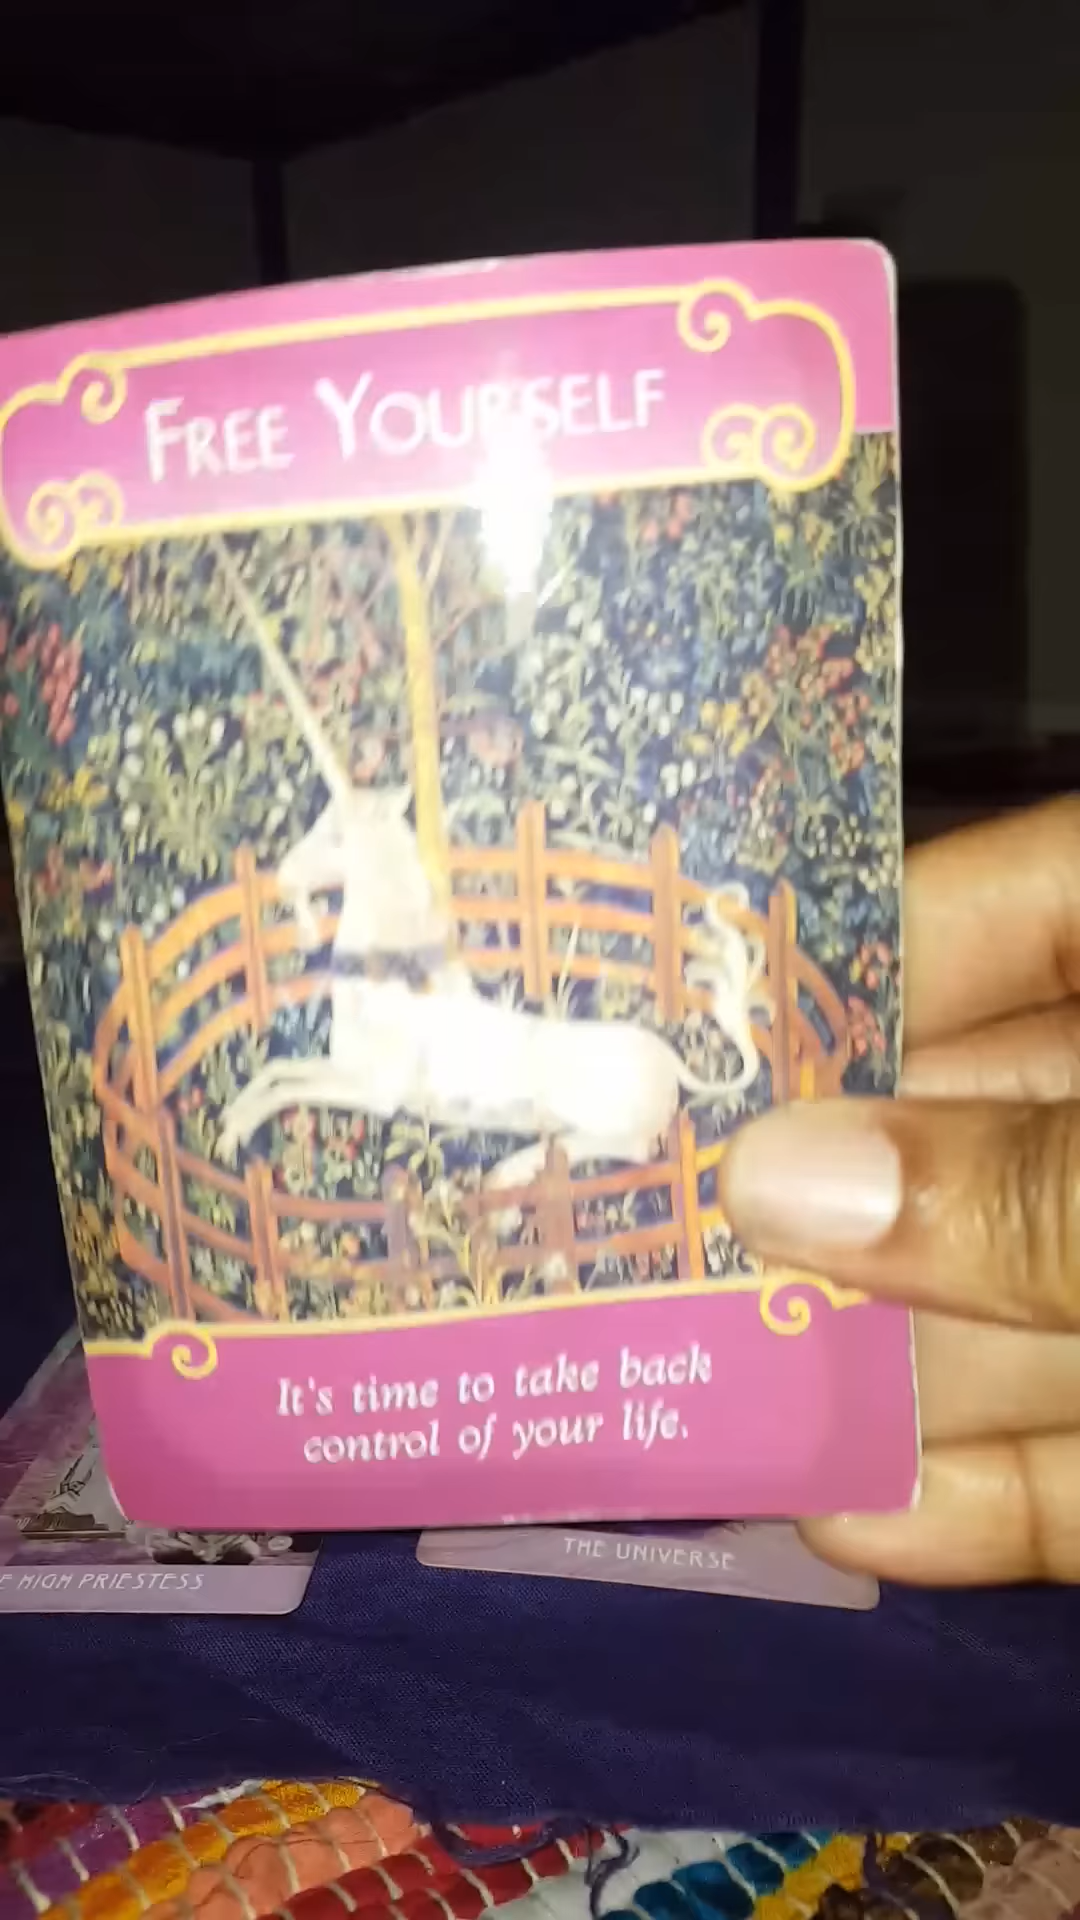 FREE YOURSELF
It's time to take back
control of your life.
HIGH PRIESTESS
THE UNIVERSE